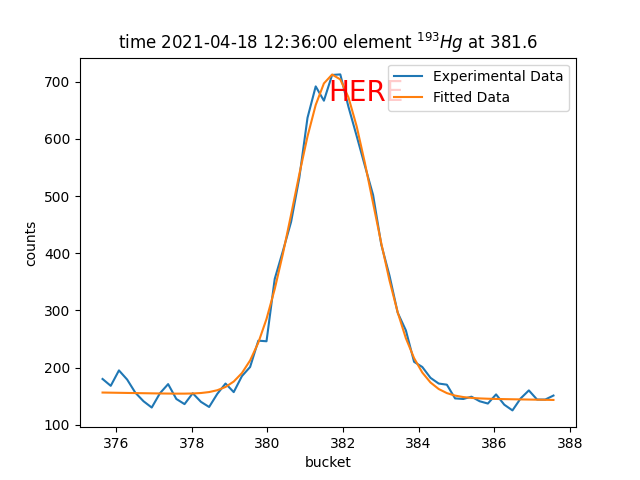 time 2021-04-18 12:36:00 element ¹⁹³Hg at 381.6
700
600
500
400
300
200
100
counts
HERE
Experimental Data
Fitted Data
376 378 380 382 384 386 388
bucket